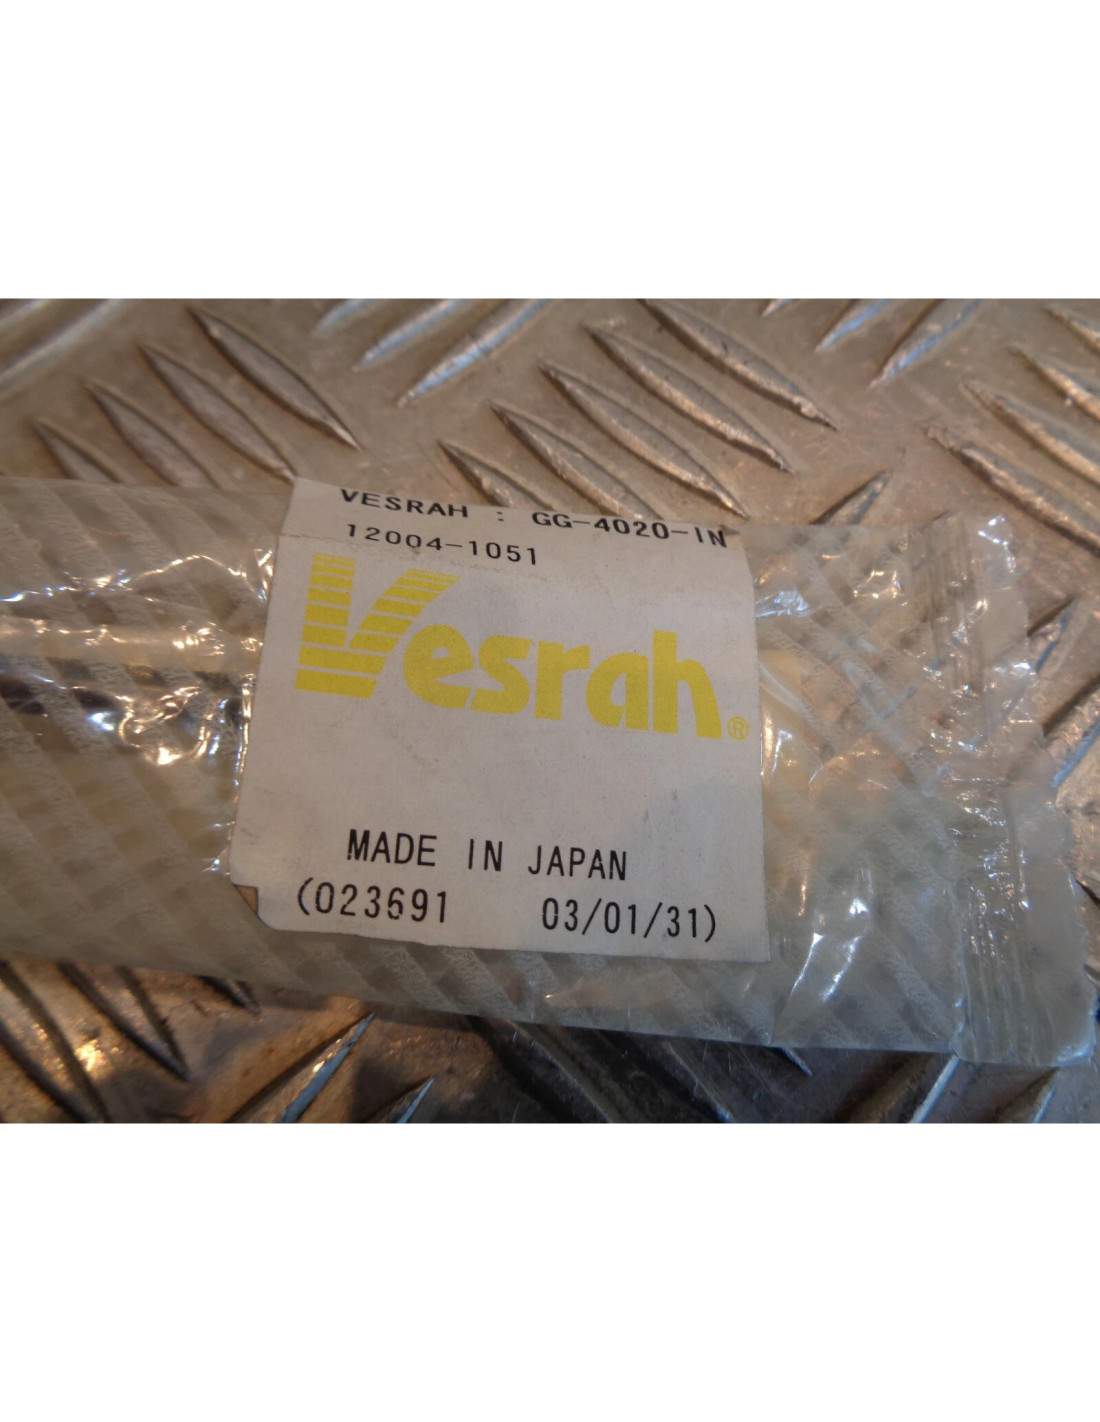 VESRAH : GG-4020-IN
12004-1051
Vesrah®
MADE IN JAPAN
(023691 03/01/31)